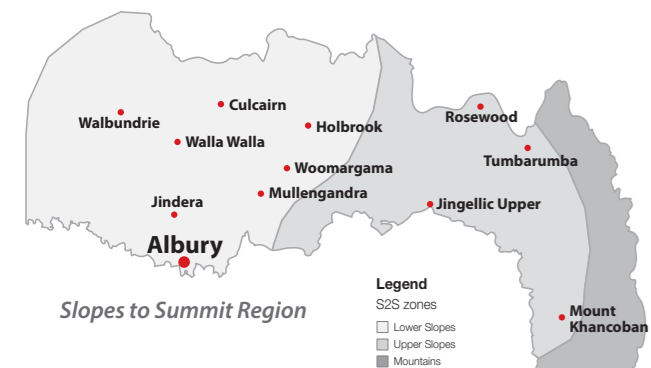 Culcairn
Walbundrie
Holbrook
Rosewood
Walla Walla
Tumbarumba
Woomargama
Mullengandra
Jindera
Jingellic Upper
Albury
Slopes to Summit Region
Legend
S2S zones
Lower Slopes
Upper Slopes
Mountains
Mount
Khancoban